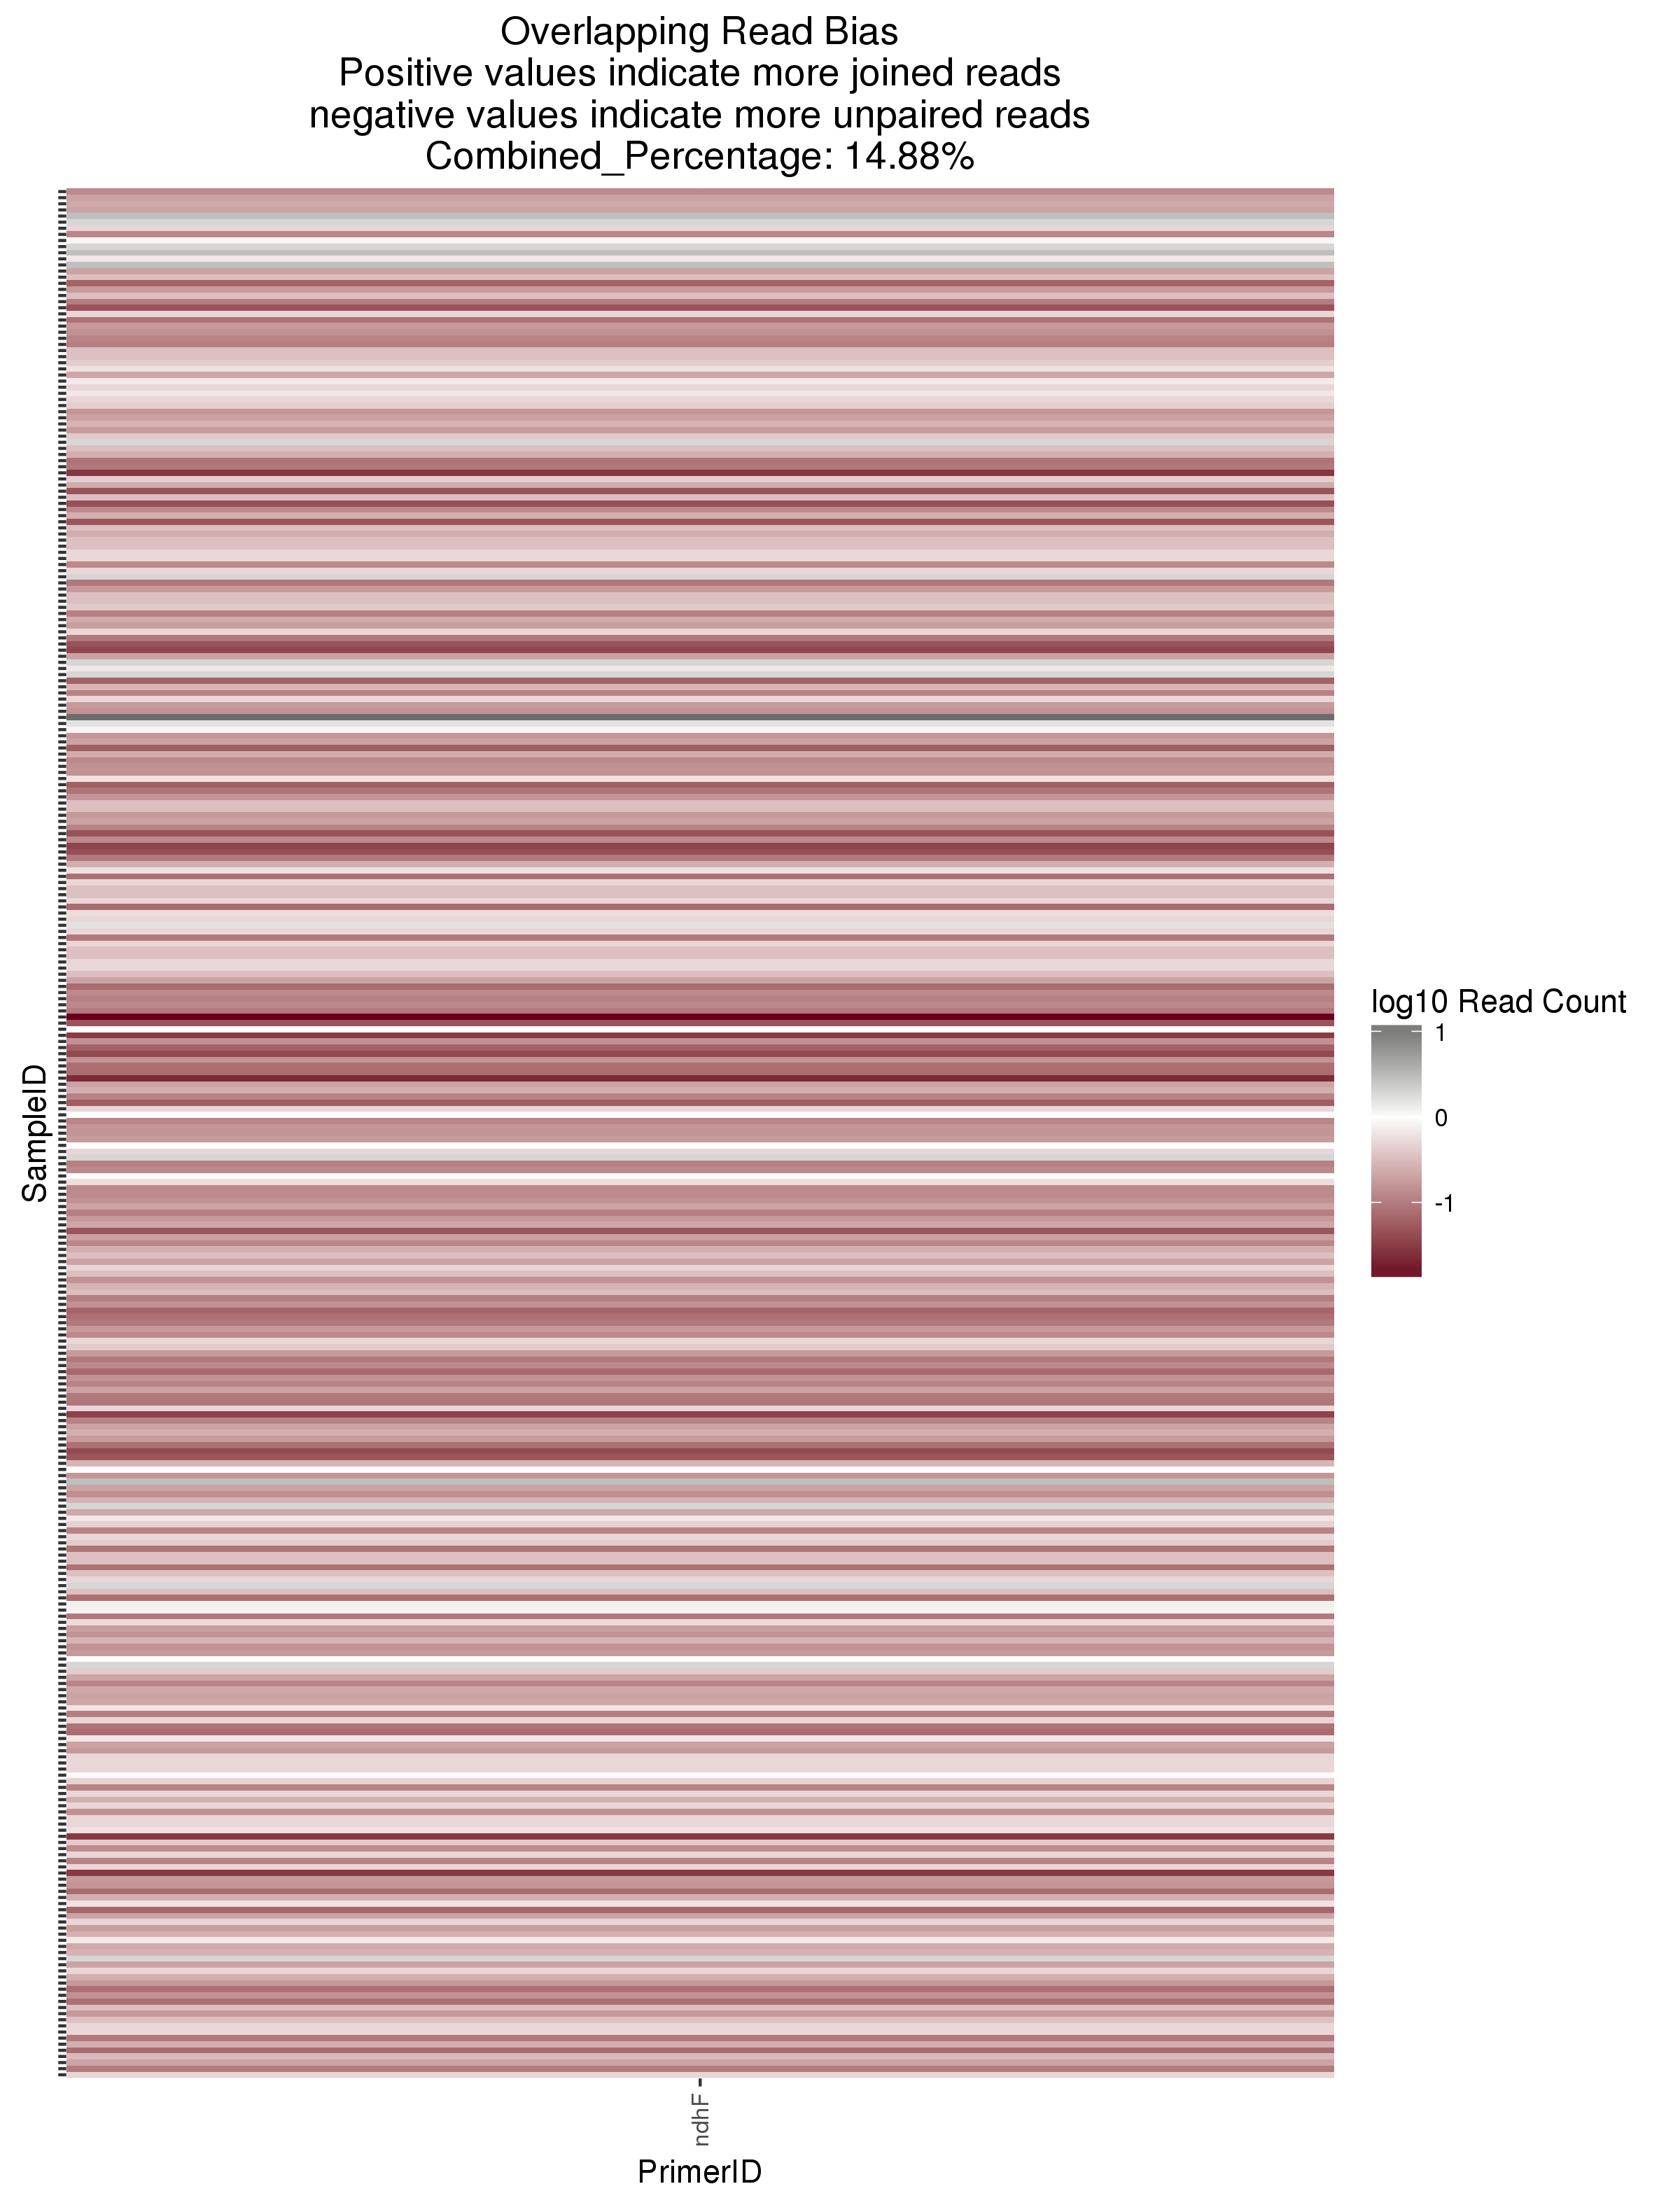 Overlapping Read Bias
Positive values indicate more joined reads
negative values indicate more unpaired reads
Combined_Percentage: 14.88%
SampleID
log10 Read Count
1
0
-1
ndhF
PrimerID